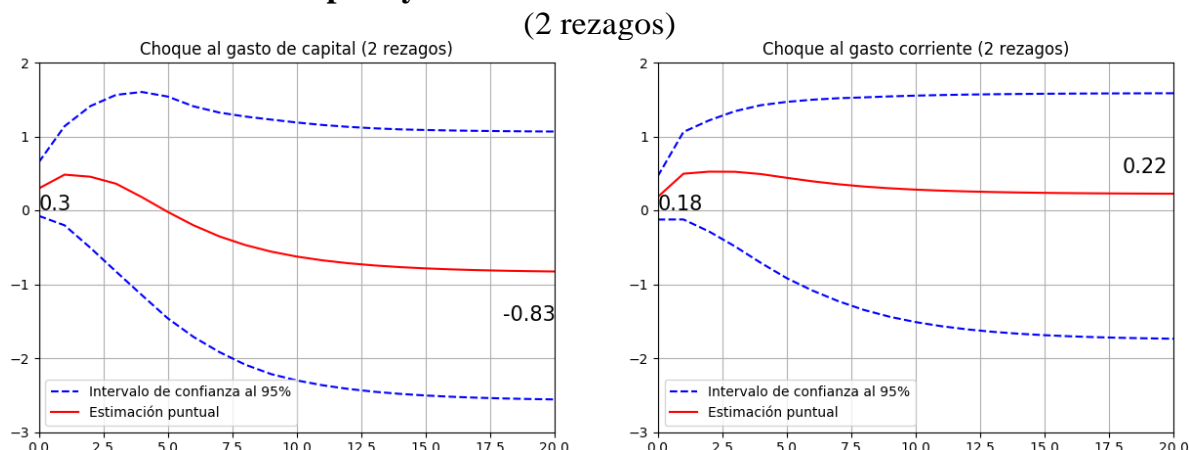 (2 rezagos)
Choque al gasto de capital (2 rezagos)
2
1
0
−1
−2
−3
0.3
-0.83
Intervalo de confianza al 95%
Estimación puntual
0.0 2.5 5.0 7.5 10.0 12.5 15.0 17.5 20.0
Choque al gasto corriente (2 rezagos)
2
1
0
−1
−2
−3
0.18
0.22
Intervalo de confianza al 95%
Estimación puntual
0.0 2.5 5.0 7.5 10.0 12.5 15.0 17.5 20.0